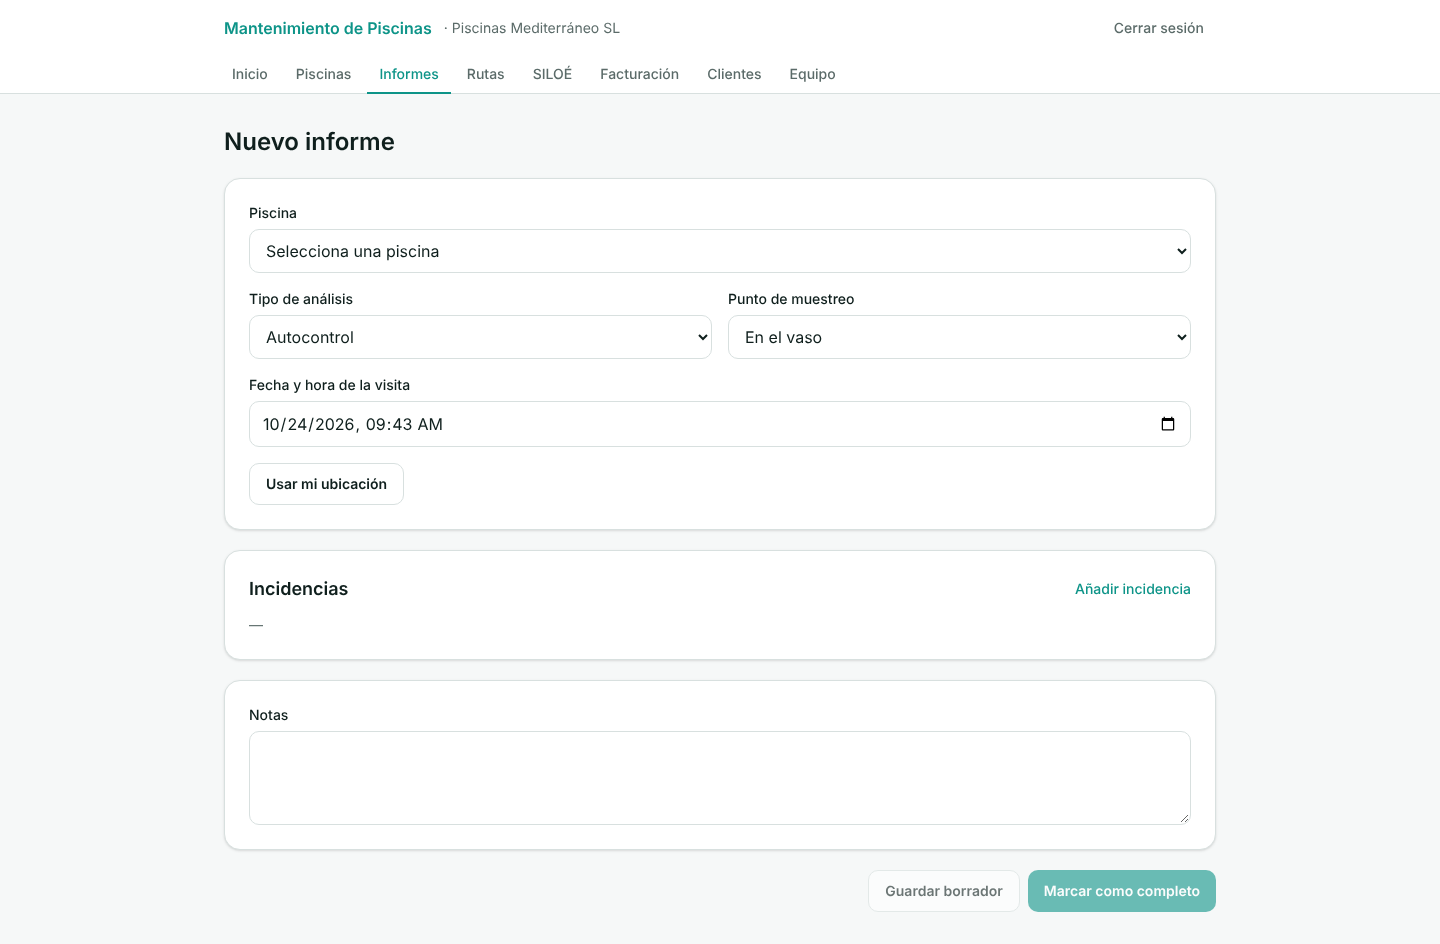 Mantenimiento de Piscinas · Piscinas Mediterráneo SL Cerrar sesión
Inicio Piscinas Informes Rutas SILOÉ Facturación Clientes Equipo
Nuevo informe
Piscina
Selecciona una piscina
Tipo de análisis Punto de muestreo
Autocontrol En el vaso
Fecha y hora de la visita
10/24/2026, 09:43 AM
Usar mi ubicación
Incidencias Añadir incidencia
—
Notas
Guardar borrador Marcar como completo